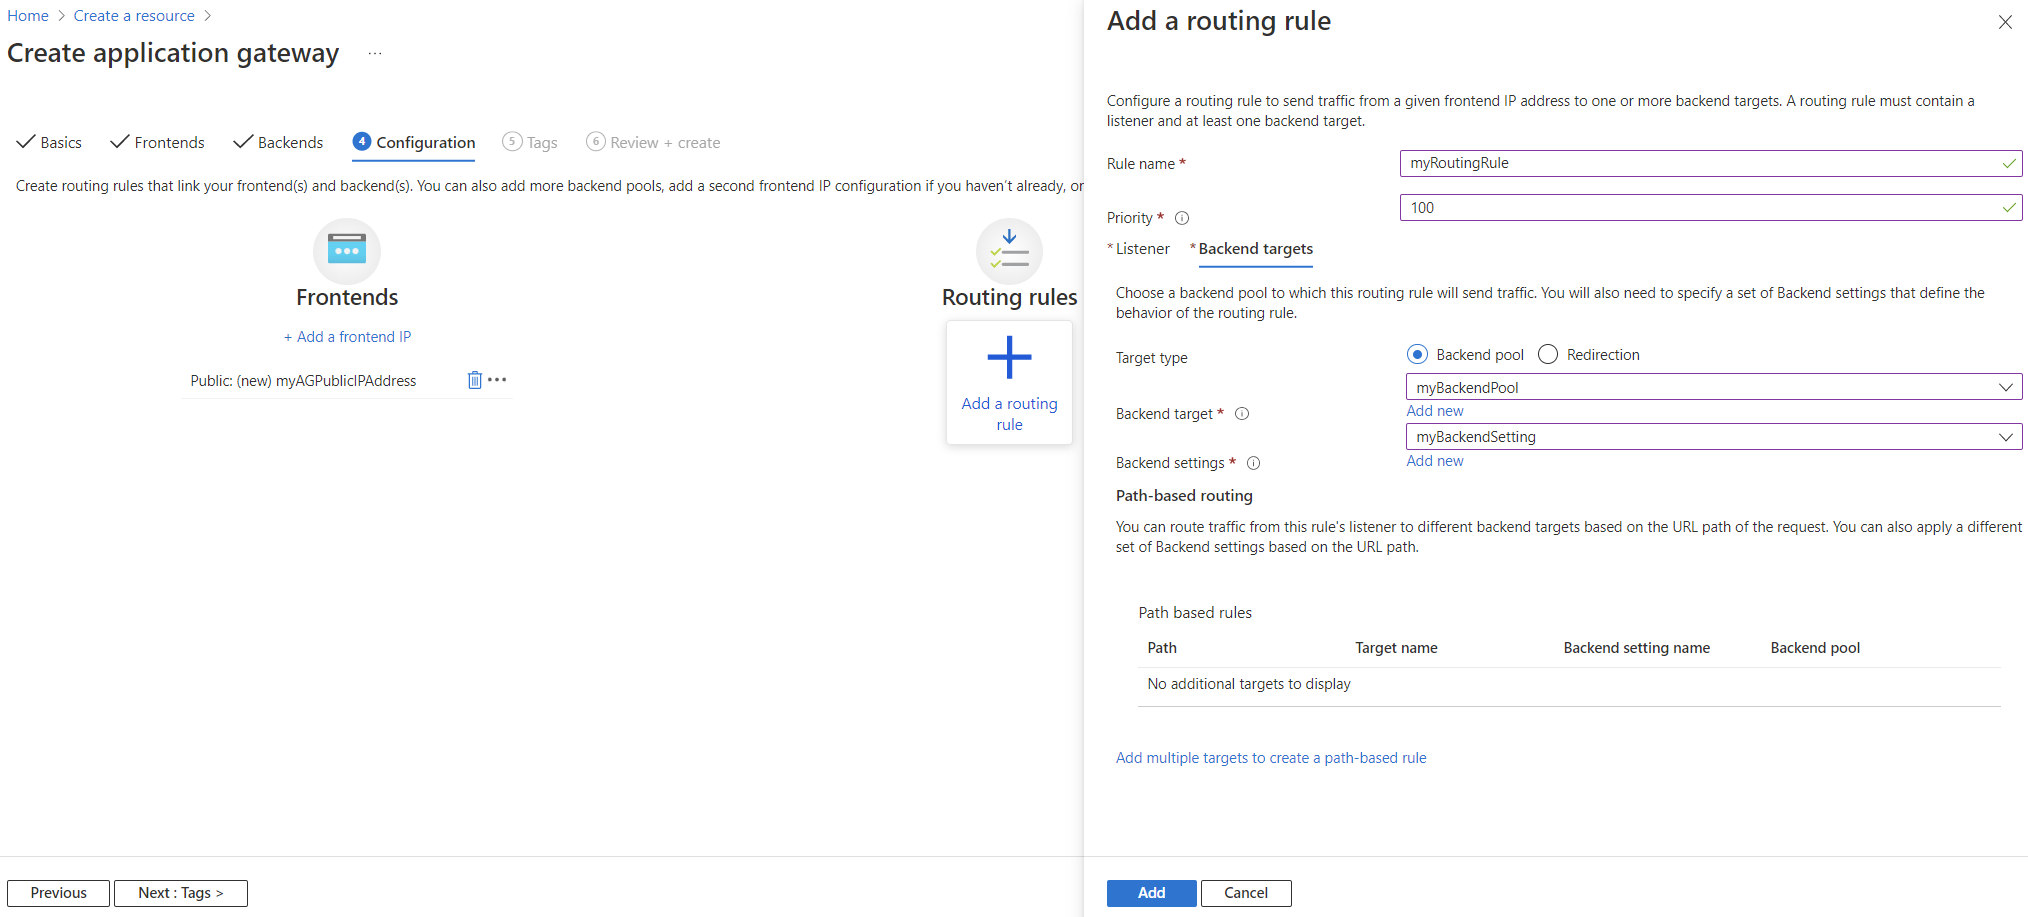 Home > Create a resource >
Create application gateway ...
Basics Frontends Backends 4 Configuration 5 Tags 6 Review + create
Create routing rules that link your frontend(s) and backend(s). You can also add more backend pools, add a second frontend IP configuration if you haven't already, or
Frontends
+ Add a frontend IP
Public: (new) myAGPublicIPAddress
Routing rules
Add a routing
rule
Previous
Next : Tags >
Add a routing rule
Configure a routing rule to send traffic from a given frontend IP address to one or more backend targets. A routing rule must contain a
listener and at least one backend target.
Rule name * myRoutingRule
Priority * 100
* Listener * Backend targets
Choose a backend pool to which this routing rule will send traffic. You will also need to specify a set of Backend settings that define the
behavior of the routing rule.
Target type Backend pool Redirection
myBackendPool
Backend target * Add new
myBackendSetting
Backend settings * Add new
Path-based routing
You can route traffic from this rule's listener to different backend targets based on the URL path of the request. You can also apply a different
set of Backend settings based on the URL path.
Path based rules
Path Target name Backend setting name Backend pool
No additional targets to display
Add multiple targets to create a path-based rule
Add Cancel